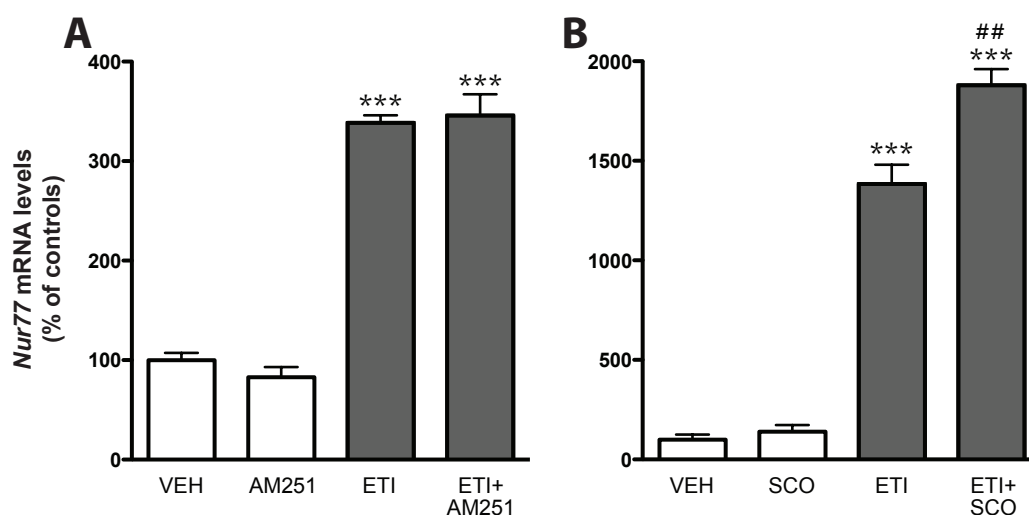 A
Nur77 mRNA levels
(% of controls)
400
300
200
100
0
***
***
VEH
AM251
ETI
ETI+
AM251
B
2000
1500
1000
500
0
***
##
***
VEH
SCO
ETI
ETI+
SCO